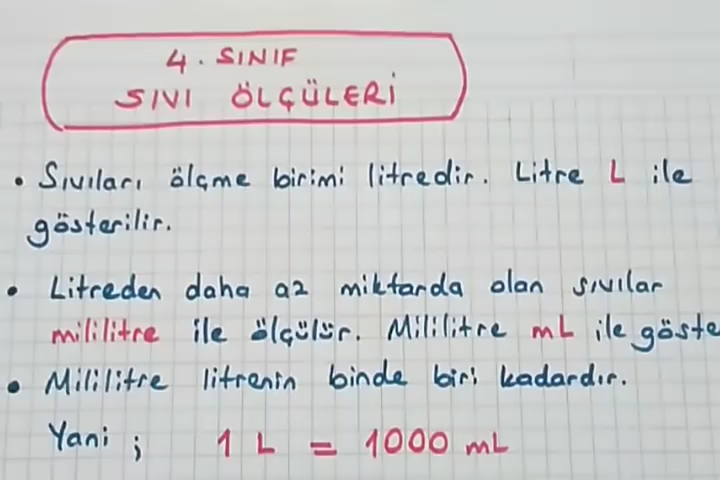 4. SINIF
SIVI ÖLÇÜLERİ
• Sıvıları ölçme birimi litredir. Litre L ile
gösterilir.
• Litreden daha az miktarda olan sıvılar
mililitre ile ölçülür. Mililitre mL ile göste
• Mililitre litrenin binde biri kadardır.
Yani ; 1 L = 1000 mL